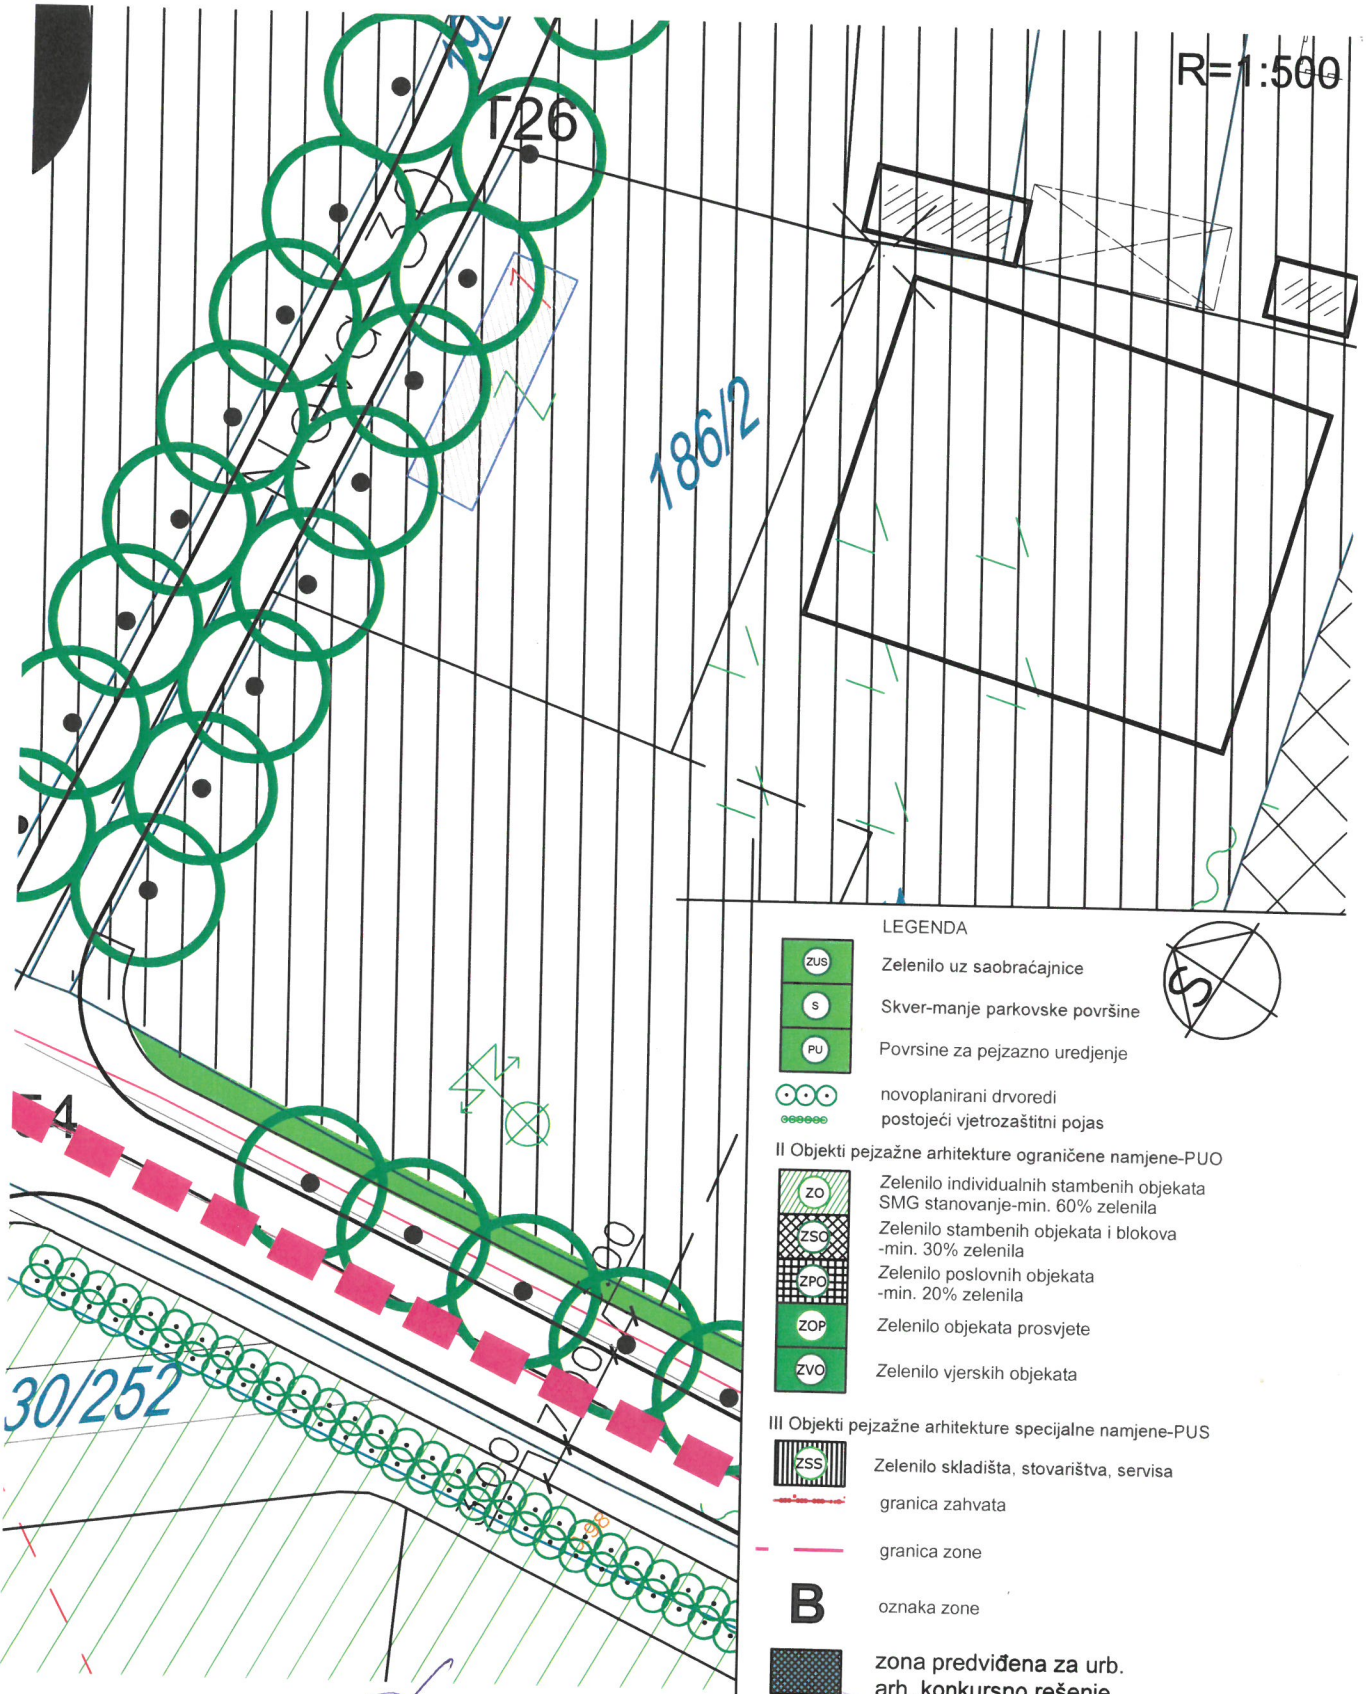 R=1:500
T26
186/2
30/252
LEGENDA
ZUS Zelenilo uz saobraćajnice
S Skver-manje parkovske površine
PU Povrsine za pejzazno uredjenje
novoplanirani drvoredi
postojeći vjetrozaštitni pojas
II Objekti pejzažne arhitekture ograničene namjene-PUO
ZO Zelenilo individualnih stambenih objekata
SMG stanovanje-min. 60% zelenila
ZSO Zelenilo stambenih objekata i blokova
-min. 30% zelenila
ZPO Zelenilo poslovnih objekata
-min. 20% zelenila
ZOP Zelenilo objekata prosvjete
ZVO Zelenilo vjerskih objekata
III Objekti pejzažne arhitekture specijalne namjene-PUS
ZSS Zelenilo skladišta, stovarištva, servisa
granica zahvata
granica zone
B oznaka zone
zona predviđena za urb.
arh. konkursno rešenje
S